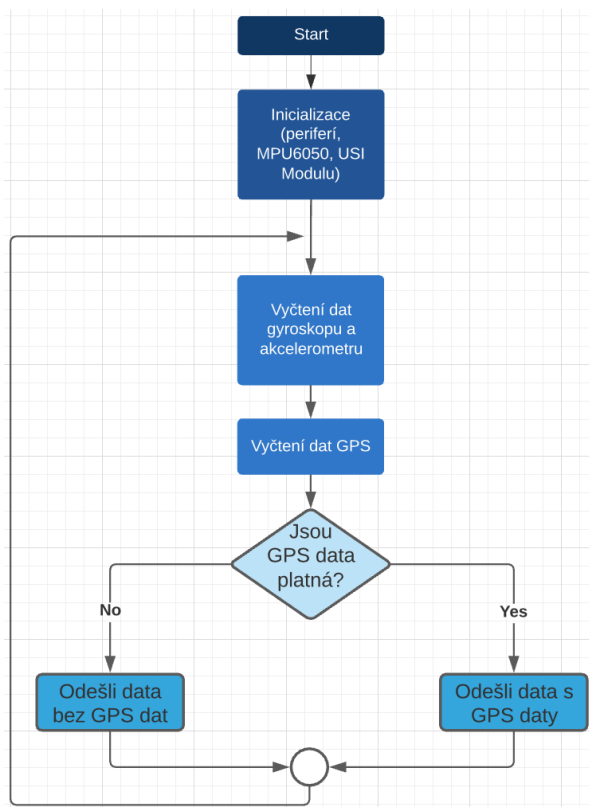 Start
Inicializace
(periferí,
MPU6050, USI
Modulu)
Vyčtení dat
gyroskopu a
akcelerometru
Vyčtení dat GPS
Jsou
GPS data
platná?
No
Yes
Odešli data
bez GPS dat
Odešli data s
GPS daty